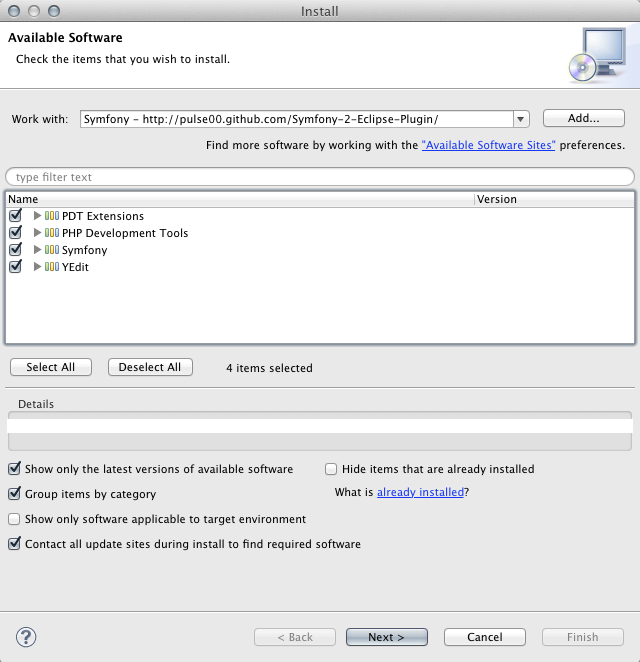 Install
Available Software
Check the items that you wish to install.
Work with: Symfony - http://pulse00.github.com/Symfony-2-Eclipse-Plugin/ Add...
Find more software by working with the "Available Software Sites" preferences.
type filter text
Name Version
PDT Extensions
PHP Development Tools
Symfony
YEdit
Select All Deselect All 4 items selected
Details
Show only the latest versions of available software Hide items that are already installed
Group items by category What is already installed?
Show only software applicable to target environment
Contact all update sites during install to find required software
? < Back Next > Cancel Finish